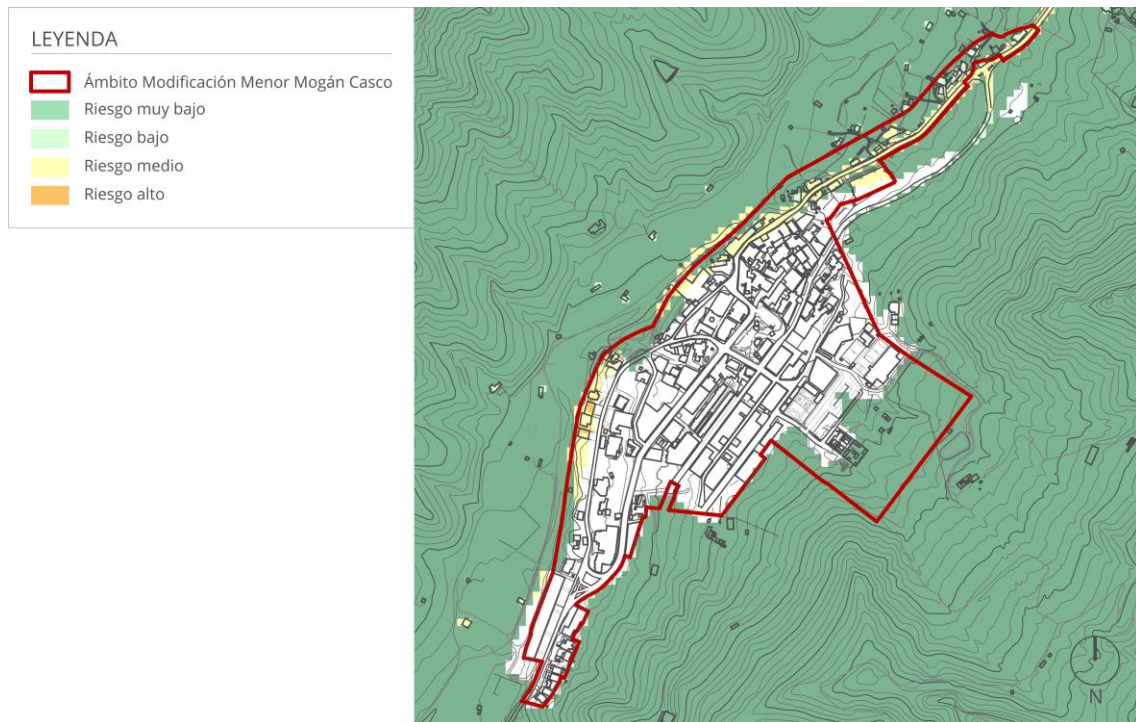 LEYENDA
Ámbito Modificación Menor Mogán Casco
Riesgo muy bajo
Riesgo bajo
Riesgo medio
Riesgo alto
N